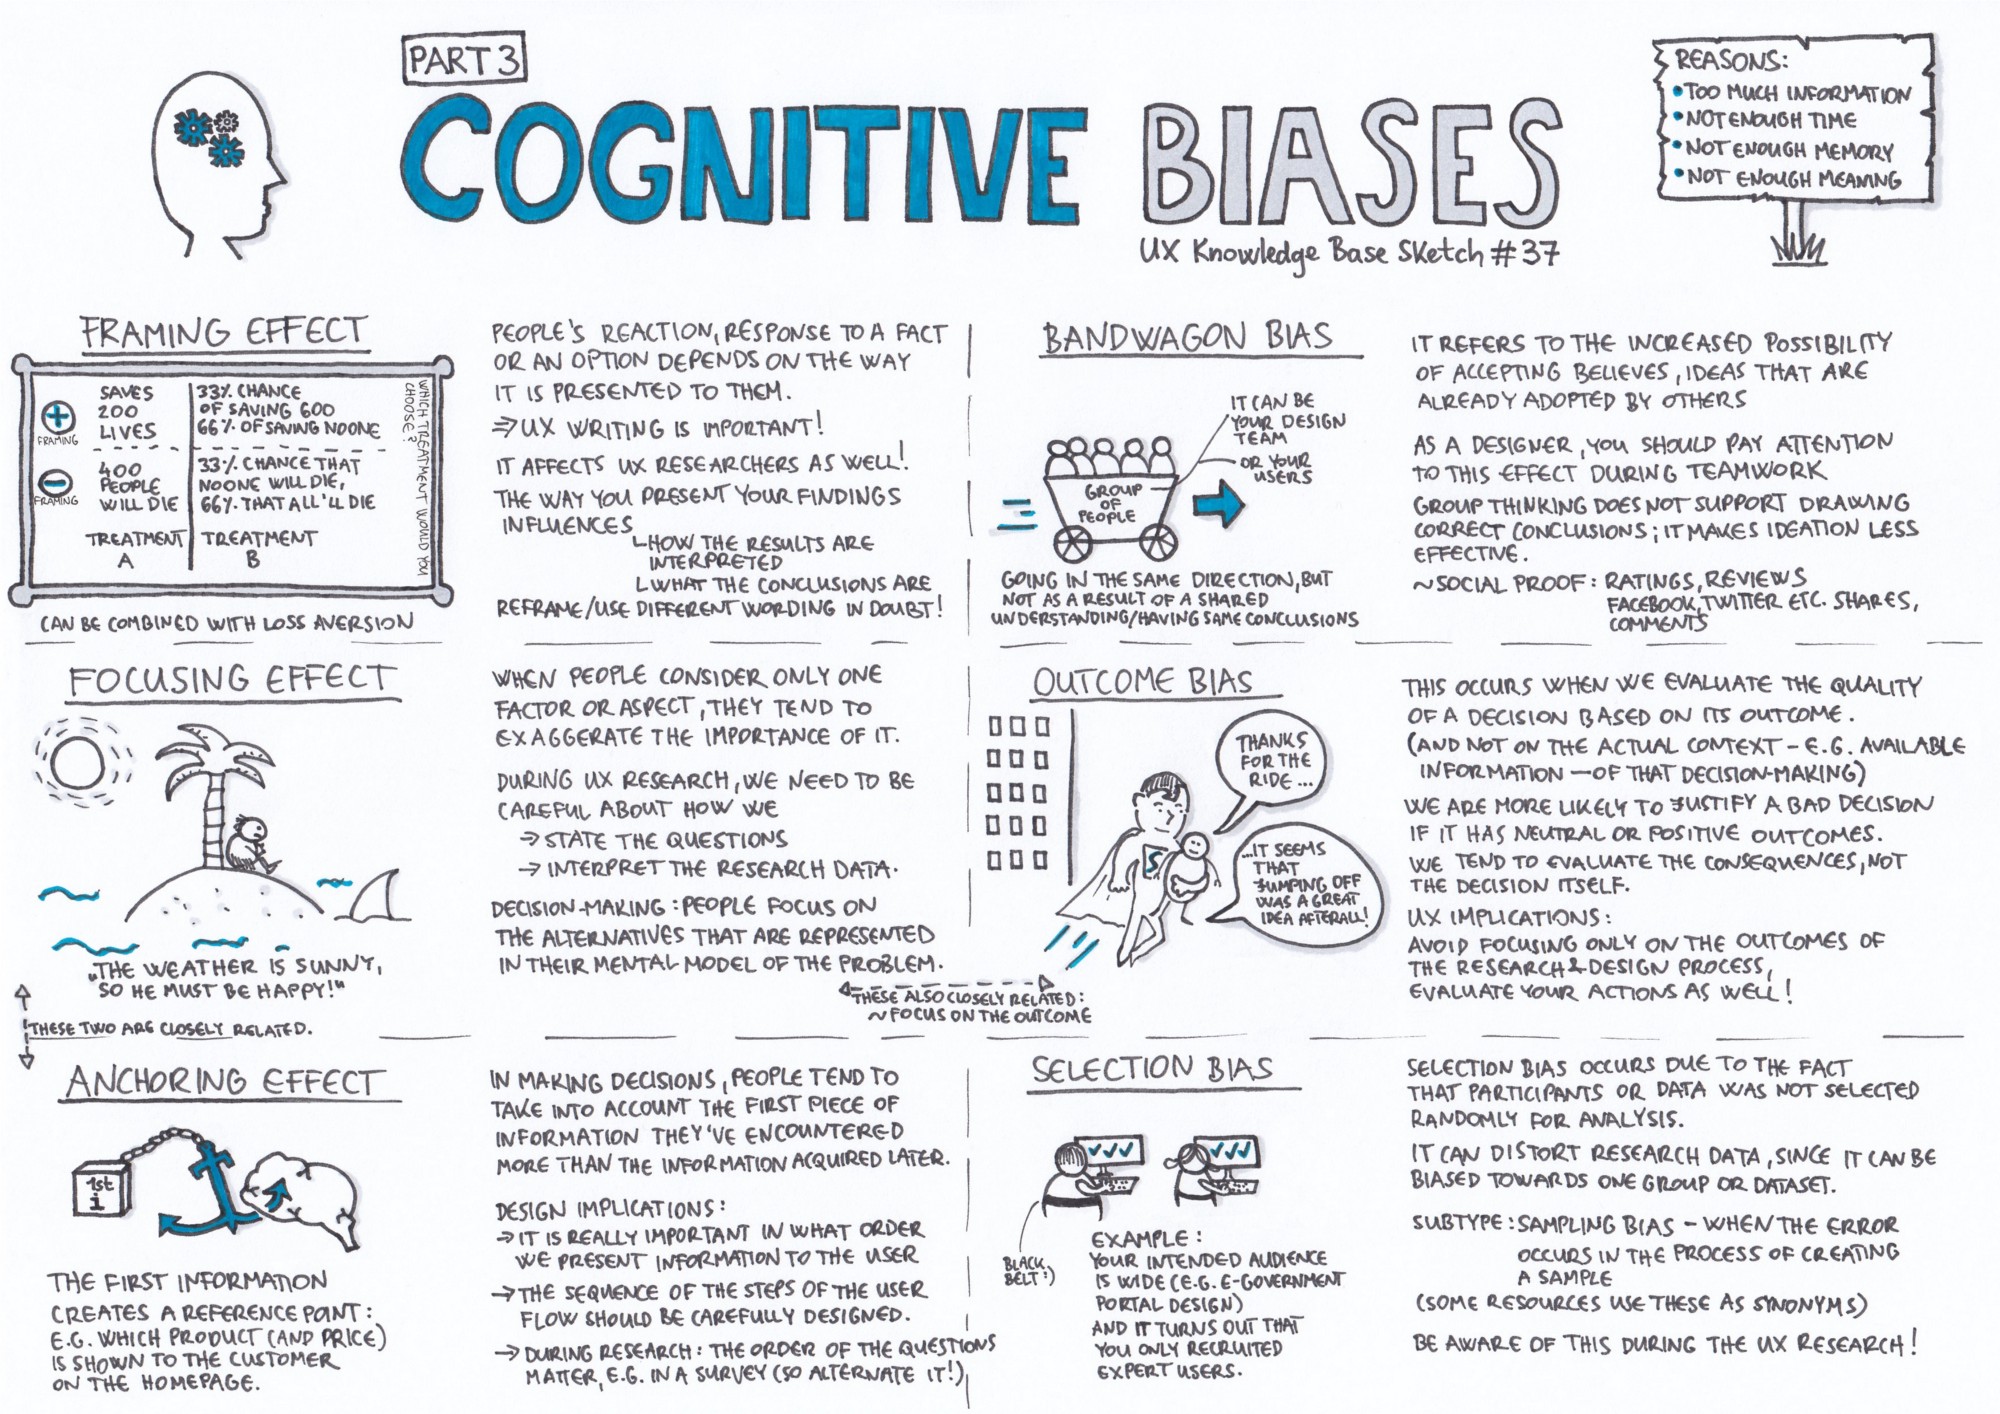 PART 3
COGNITIVE BIASES
UX Knowledge Base Sketch #37
REASONS:
• TOO MUCH INFORMATION
• NOT ENOUGH TIME
• NOT ENOUGH MEMORY
• NOT ENOUGH MEANING
FRAMING EFFECT
+
FRAMING
SAVES
200
LIVES
33% CHANCE
OF SAVING 600
66% OF SAVING NOONE
–
FRAMING
400
PEOPLE
WILL DIE
33% CHANCE THAT
NOONE WILL DIE,
66% THAT ALL'LL DIE
TREATMENT
A
TREATMENT
B
WHICH TREATMENT WOULD YOU
CHOOSE?
CAN BE COMBINED WITH LOSS AVERSION
PEOPLE'S REACTION, RESPONSE TO A FACT
OR AN OPTION DEPENDS ON THE WAY
IT IS PRESENTED TO THEM.
⇒ UX WRITING IS IMPORTANT!
IT AFFECTS UX RESEARCHERS AS WELL!
THE WAY YOU PRESENT YOUR FINDINGS
INFLUENCES
HOW THE RESULTS ARE
INTERPRETED
WHAT THE CONCLUSIONS ARE
REFRAME/USE DIFFERENT WORDING IN DOUBT!
BANDWAGON BIAS
IT CAN BE
YOUR DESIGN
TEAM
OR YOUR
USERS
GROUP
OF
PEOPLE
GOING IN THE SAME DIRECTION, BUT
NOT AS A RESULT OF A SHARED
UNDERSTANDING/HAVING SAME CONCLUSIONS
IT REFERS TO THE INCREASED POSSIBILITY
OF ACCEPTING BELIEVES, IDEAS THAT ARE
ALREADY ADOPTED BY OTHERS
AS A DESIGNER, YOU SHOULD PAY ATTENTION
TO THIS EFFECT DURING TEAMWORK
GROUP THINKING DOES NOT SUPPORT DRAWING
CORRECT CONCLUSIONS; IT MAKES IDEATION LESS
EFFECTIVE.
~ SOCIAL PROOF: RATINGS, REVIEWS
FACEBOOK, TWITTER ETC. SHARES,
COMMENTS
FOCUSING EFFECT
„THE WEATHER IS SUNNY,
SO HE MUST BE HAPPY!"
THESE TWO ARE CLOSELY RELATED.
WHEN PEOPLE CONSIDER ONLY ONE
FACTOR OR ASPECT, THEY TEND TO
EXAGGERATE THE IMPORTANCE OF IT.
DURING UX RESEARCH, WE NEED TO BE
CAREFUL ABOUT HOW WE
→ STATE THE QUESTIONS
→ INTERPRET THE RESEARCH DATA.
DECISION-MAKING: PEOPLE FOCUS ON
THE ALTERNATIVES THAT ARE REPRESENTED
IN THEIR MENTAL MODEL OF THE PROBLEM.
THESE ALSO CLOSELY RELATED:
~ FOCUS ON THE OUTCOME
OUTCOME BIAS
THANKS
FOR THE
RIDE...
S
...IT SEEMS
THAT
JUMPING OFF
WAS A GREAT
IDEA AFTERALL!
THIS OCCURS WHEN WE EVALUATE THE QUALITY
OF A DECISION BASED ON ITS OUTCOME.
(AND NOT ON THE ACTUAL CONTEXT – E.G. AVAILABLE
INFORMATION – OF THAT DECISION-MAKING)
WE ARE MORE LIKELY TO JUSTIFY A BAD DECISION
IF IT HAS NEUTRAL OR POSITIVE OUTCOMES.
WE TEND TO EVALUATE THE CONSEQUENCES, NOT
THE DECISION ITSELF.
UX IMPLICATIONS:
AVOID FOCUSING ONLY ON THE OUTCOMES OF
THE RESEARCH & DESIGN PROCESS,
EVALUATE YOUR ACTIONS AS WELL!
ANCHORING EFFECT
1st
i
THE FIRST INFORMATION
CREATES A REFERENCE POINT:
E.G. WHICH PRODUCT (AND PRICE)
IS SHOWN TO THE CUSTOMER
ON THE HOMEPAGE.
IN MAKING DECISIONS, PEOPLE TEND TO
TAKE INTO ACCOUNT THE FIRST PIECE OF
INFORMATION THEY'VE ENCOUNTERED
MORE THAN THE INFORMATION ACQUIRED LATER.
DESIGN IMPLICATIONS:
→ IT IS REALLY IMPORTANT IN WHAT ORDER
WE PRESENT INFORMATION TO THE USER
→ THE SEQUENCE OF THE STEPS OF THE USER
FLOW SHOULD BE CAREFULLY DESIGNED.
→ DURING RESEARCH: THE ORDER OF THE QUESTIONS
MATTER, E.G. IN A SURVEY (SO ALTERNATE IT!)
SELECTION BIAS
BLACK
BELT :)
EXAMPLE:
YOUR INTENDED AUDIENCE
IS WIDE (E.G. E-GOVERNMENT
PORTAL DESIGN)
AND IT TURNS OUT THAT
YOU ONLY RECRUITED
EXPERT USERS.
SELECTION BIAS OCCURS DUE TO THE FACT
THAT PARTICIPANTS OR DATA WAS NOT SELECTED
RANDOMLY FOR ANALYSIS.
IT CAN DISTORT RESEARCH DATA, SINCE IT CAN BE
BIASED TOWARDS ONE GROUP OR DATASET.
SUBTYPE: SAMPLING BIAS – WHEN THE ERROR
OCCURS IN THE PROCESS OF CREATING
A SAMPLE
(SOME RESOURCES USE THESE AS SYNONYMS)
BE AWARE OF THIS DURING THE UX RESEARCH!